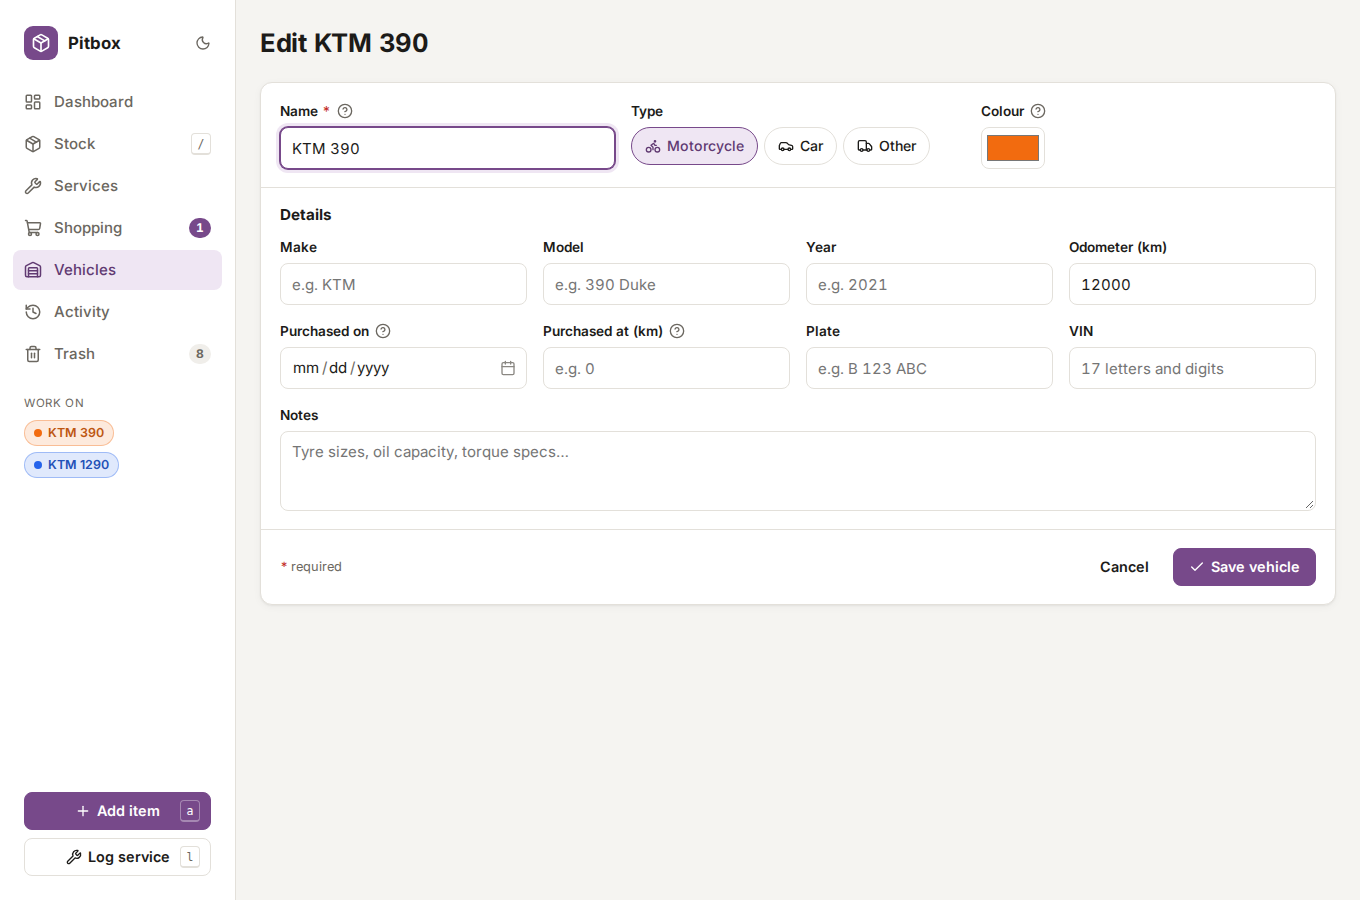 Pitbox
Dashboard
Stock /
Services
Shopping 1
Vehicles
Activity
Trash 8
WORK ON
KTM 390
KTM 1290
Add item a
Log service l
Edit KTM 390
Name * Type Colour
KTM 390 Motorcycle Car Other
Details
Make Model Year Odometer (km)
e.g. KTM e.g. 390 Duke e.g. 2021 12000
Purchased on Purchased at (km) Plate VIN
mm/dd/yyyy e.g. 0 e.g. B 123 ABC 17 letters and digits
Notes
Tyre sizes, oil capacity, torque specs...
* required Cancel Save vehicle